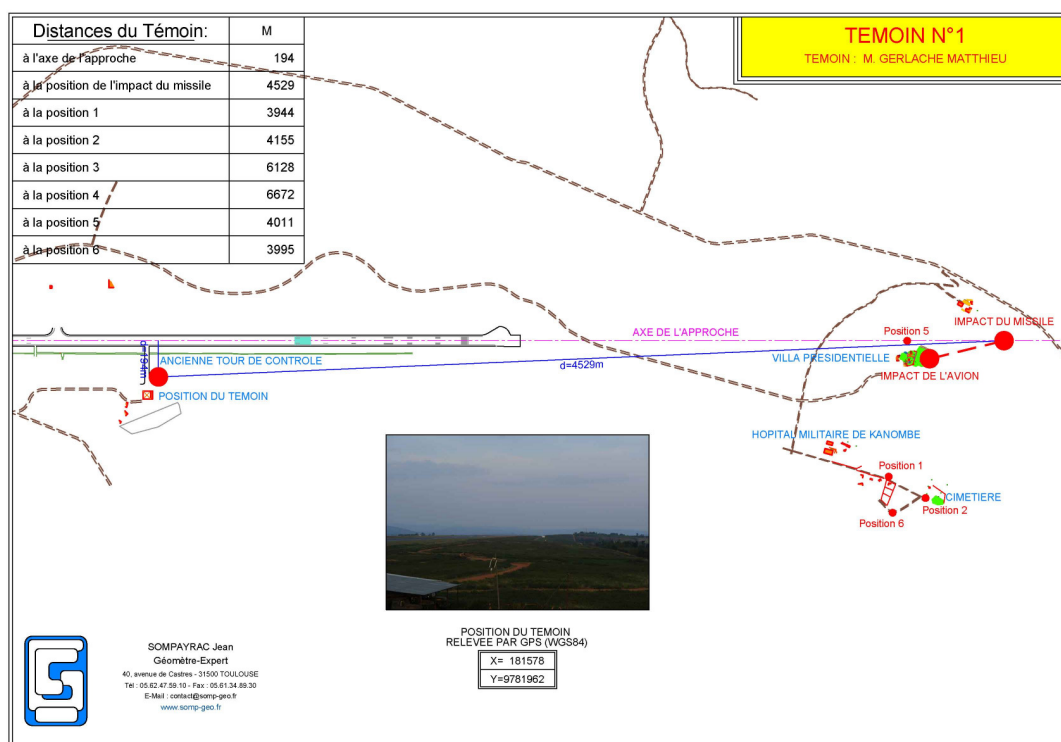 Distances du Témoin: M
à l'axe de l'approche 194
à la position de l'impact du missile 4529
à la position 1 3944
à la position 2 4155
à la position 3 6128
à la position 4 6672
à la position 5 4011
à la position 6 3995
TEMOIN N°1
TEMOIN : M. GERLACHE MATTHIEU
AXE DE L'APPROCHE
IMPACT DU MISSILE
Position 5
d=194m
ANCIENNE TOUR DE CONTROLE
d=4529m
VILLA PRESIDENTIELLE
IMPACT DE L'AVION
POSITION DU TEMOIN
HOPITAL MILITAIRE DE KANOMBE
Position 1
CIMETIERE
Position 2
Position 6
POSITION DU TEMOIN
RELEVEE PAR GPS (WGS84)
X= 181578
Y=9781962
SOMPAYRAC Jean
Géomètre-Expert
40, avenue de Castres - 31500 TOULOUSE
Tél : 05.62.47.59.10 - Fax : 05.61.34.89.30
E-Mail : contact@somp-geo.fr
www.somp-geo.fr